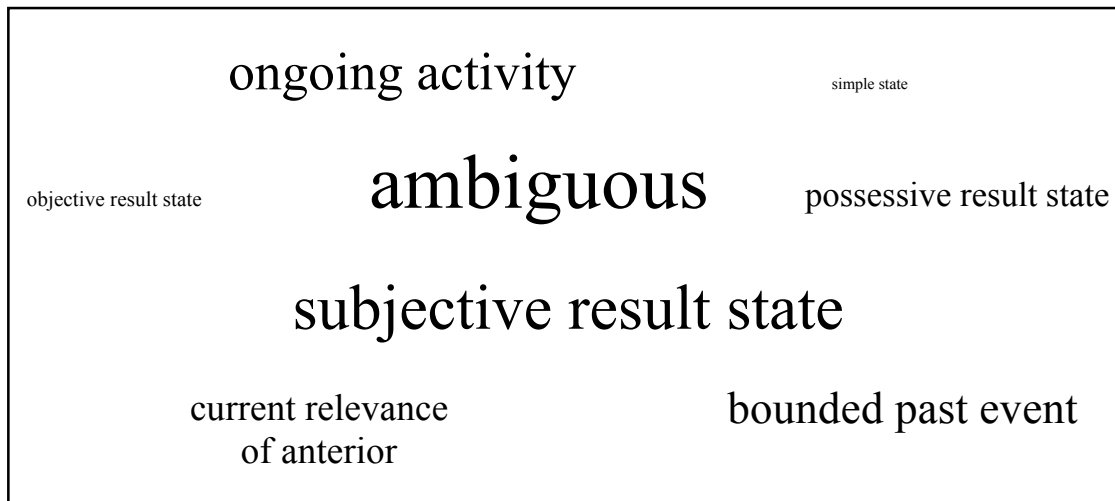 ongoing activity
simple state
objective result state
ambiguous
possessive result state
subjective result state
current relevance
of anterior
bounded past event